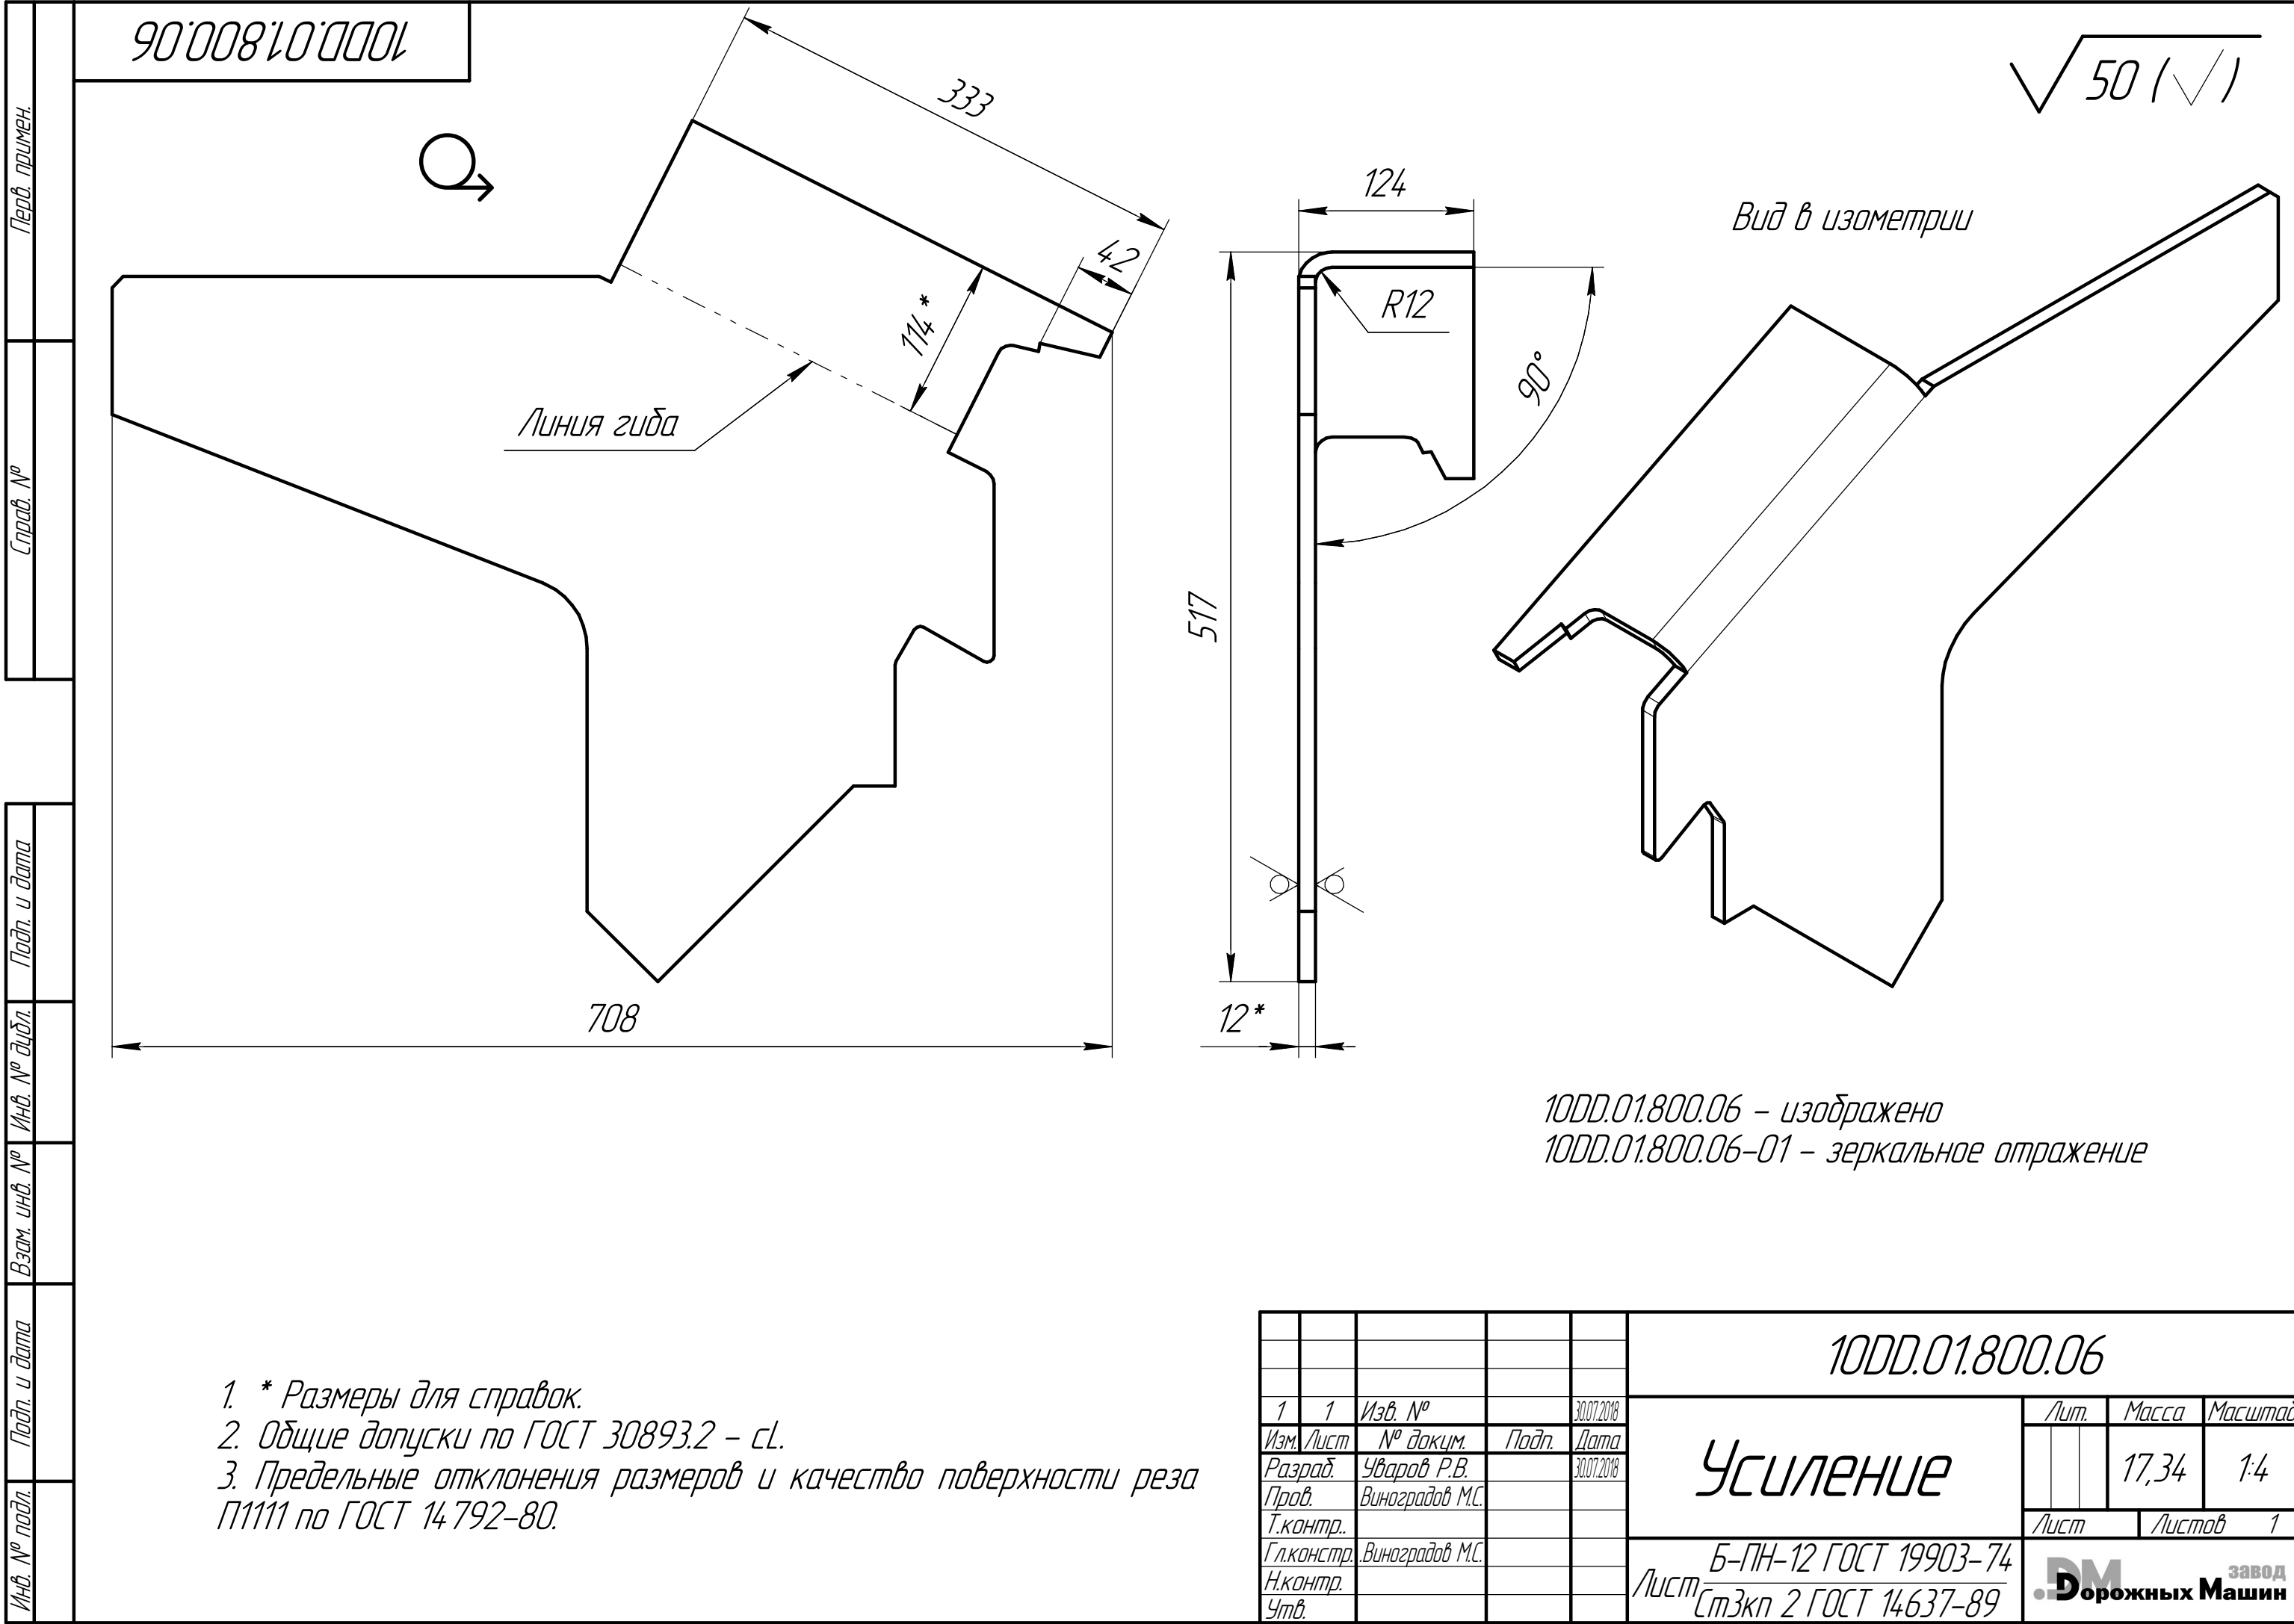 10DD.01.800.06
50 (√)
Перв. примен.
Справ. №
Подп. и дата
Инв. № дубл.
Взам. инв. №
Подп. и дата
Инв. № подл.
333
42
114*
Линия гиба
708
124
R12
90°
517
12*
Вид в изометрии
10DD.01.800.06 – изображено
10DD.01.800.06-01 – зеркальное отражение
1. * Размеры для справок.
2. Общие допуски по ГОСТ 30893.2 – cL.
3. Предельные отклонения размеров и качество поверхности реза
П1111 по ГОСТ 14792-80.
10DD.01.800.06
1 1 Изв. № 30.07.2018
Изм. Лист № докум. Подп. Дата
Разраб. Уваров Р.В. 30.07.2018
Пров. Виноградов М.С.
Т.контр..
Гл.констр. .Виноградов М.С.
Н.контр.
Утв.
Усиление
Лит. Масса Масштаб
17,34 1:4
Лист Листов 1
Лист Б-ПН-12 ГОСТ 19903-74
Ст3кп 2 ГОСТ 14637-89
.DM завод
Dорожных Машин